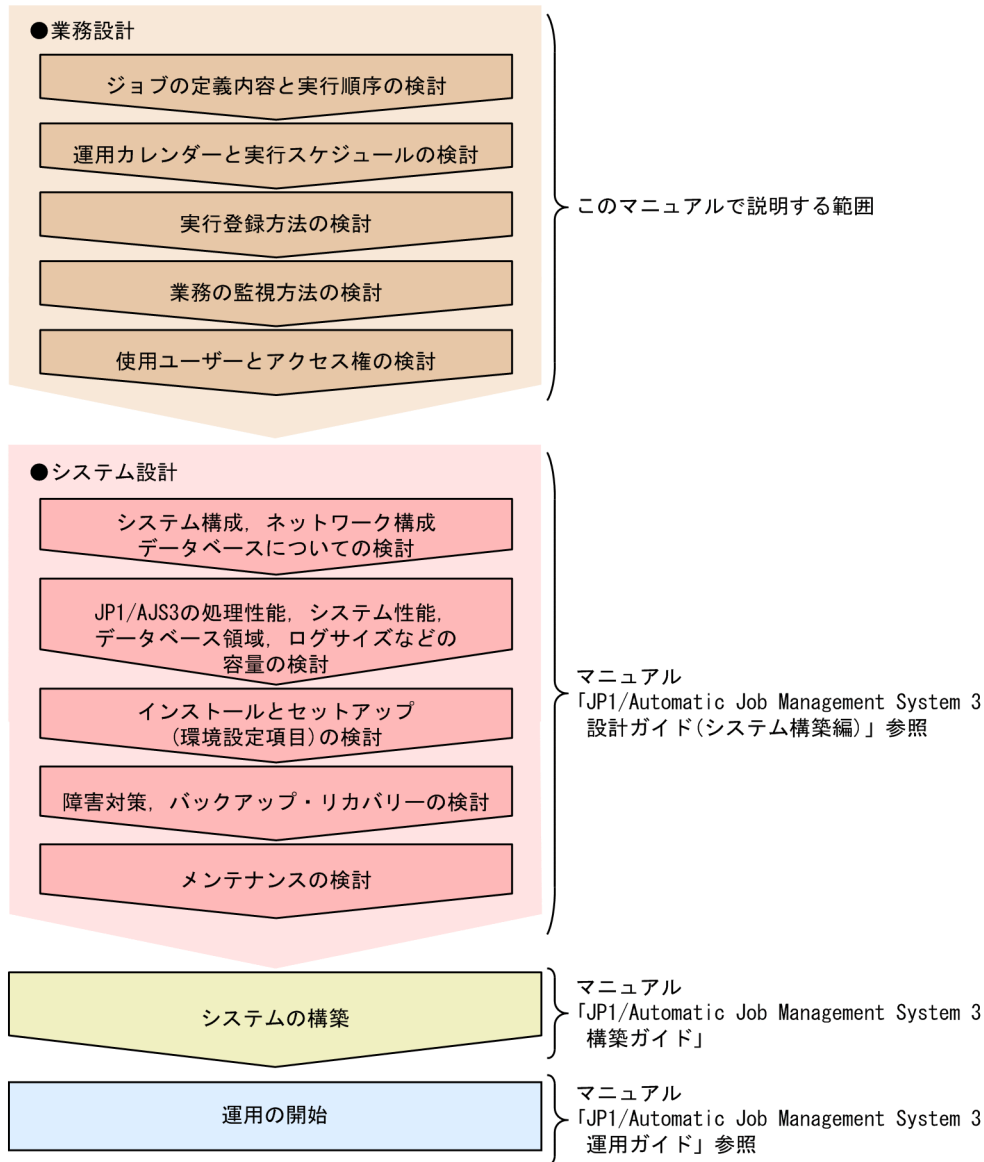 ●業務設計
ジョブの定義内容と実行順序の検討
運用カレンダーと実行スケジュールの検討
実行登録方法の検討
業務の監視方法の検討
使用ユーザーとアクセス権の検討
このマニュアルで説明する範囲
●システム設計
システム構成，ネットワーク構成
データベースについての検討
JP1/AJS3の処理性能，システム性能，
データベース領域，ログサイズなどの
容量の検討
インストールとセットアップ
(環境設定項目)の検討
障害対策，バックアップ・リカバリーの検討
メンテナンスの検討
マニュアル
「JP1/Automatic Job Management System 3
設計ガイド(システム構築編)」参照
システムの構築
マニュアル
「JP1/Automatic Job Management System 3
構築ガイド」
運用の開始
マニュアル
「JP1/Automatic Job Management System 3
運用ガイド」参照